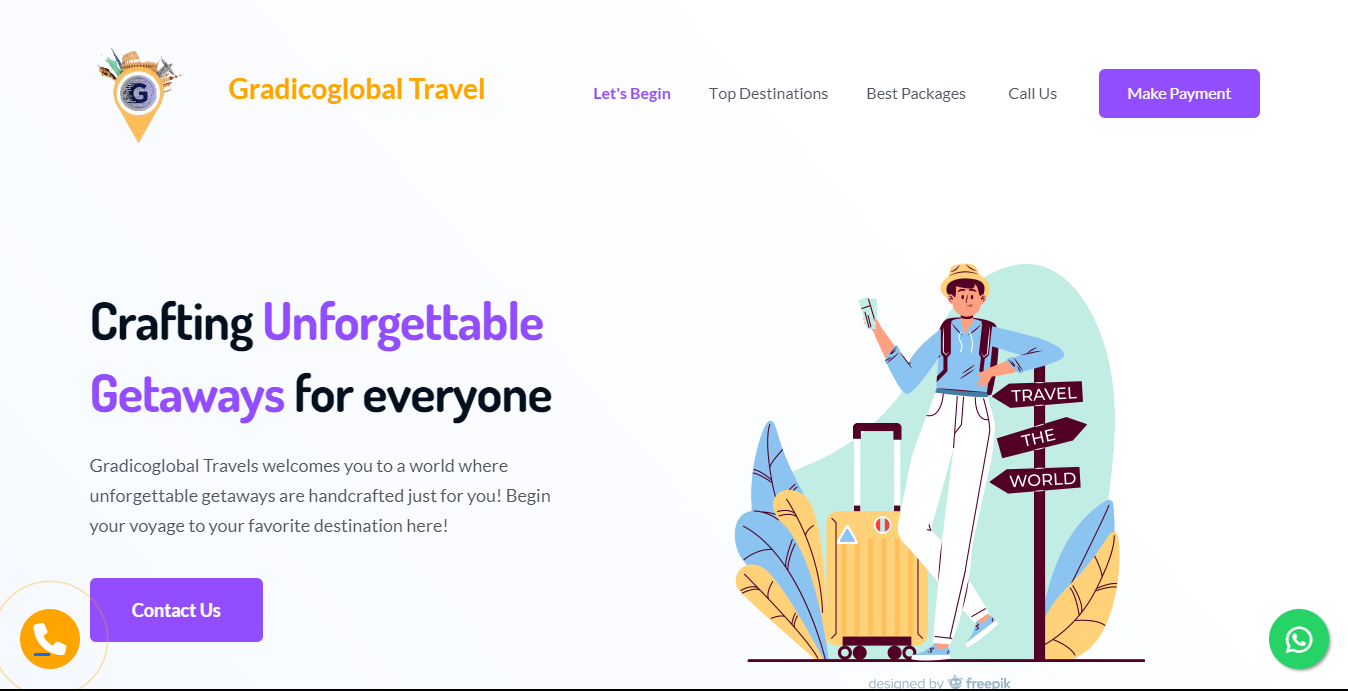 G
Gradicoglobal Travel
Let's Begin
Top Destinations
Best Packages
Call Us
Make Payment
Crafting Unforgettable
Getaways for everyone
Gradicoglobal Travels welcomes you to a world where
unforgettable getaways are handcrafted just for you! Begin
your voyage to your favorite destination here!
Contact Us
TRAVEL
THE
WORLD
designed by freepik